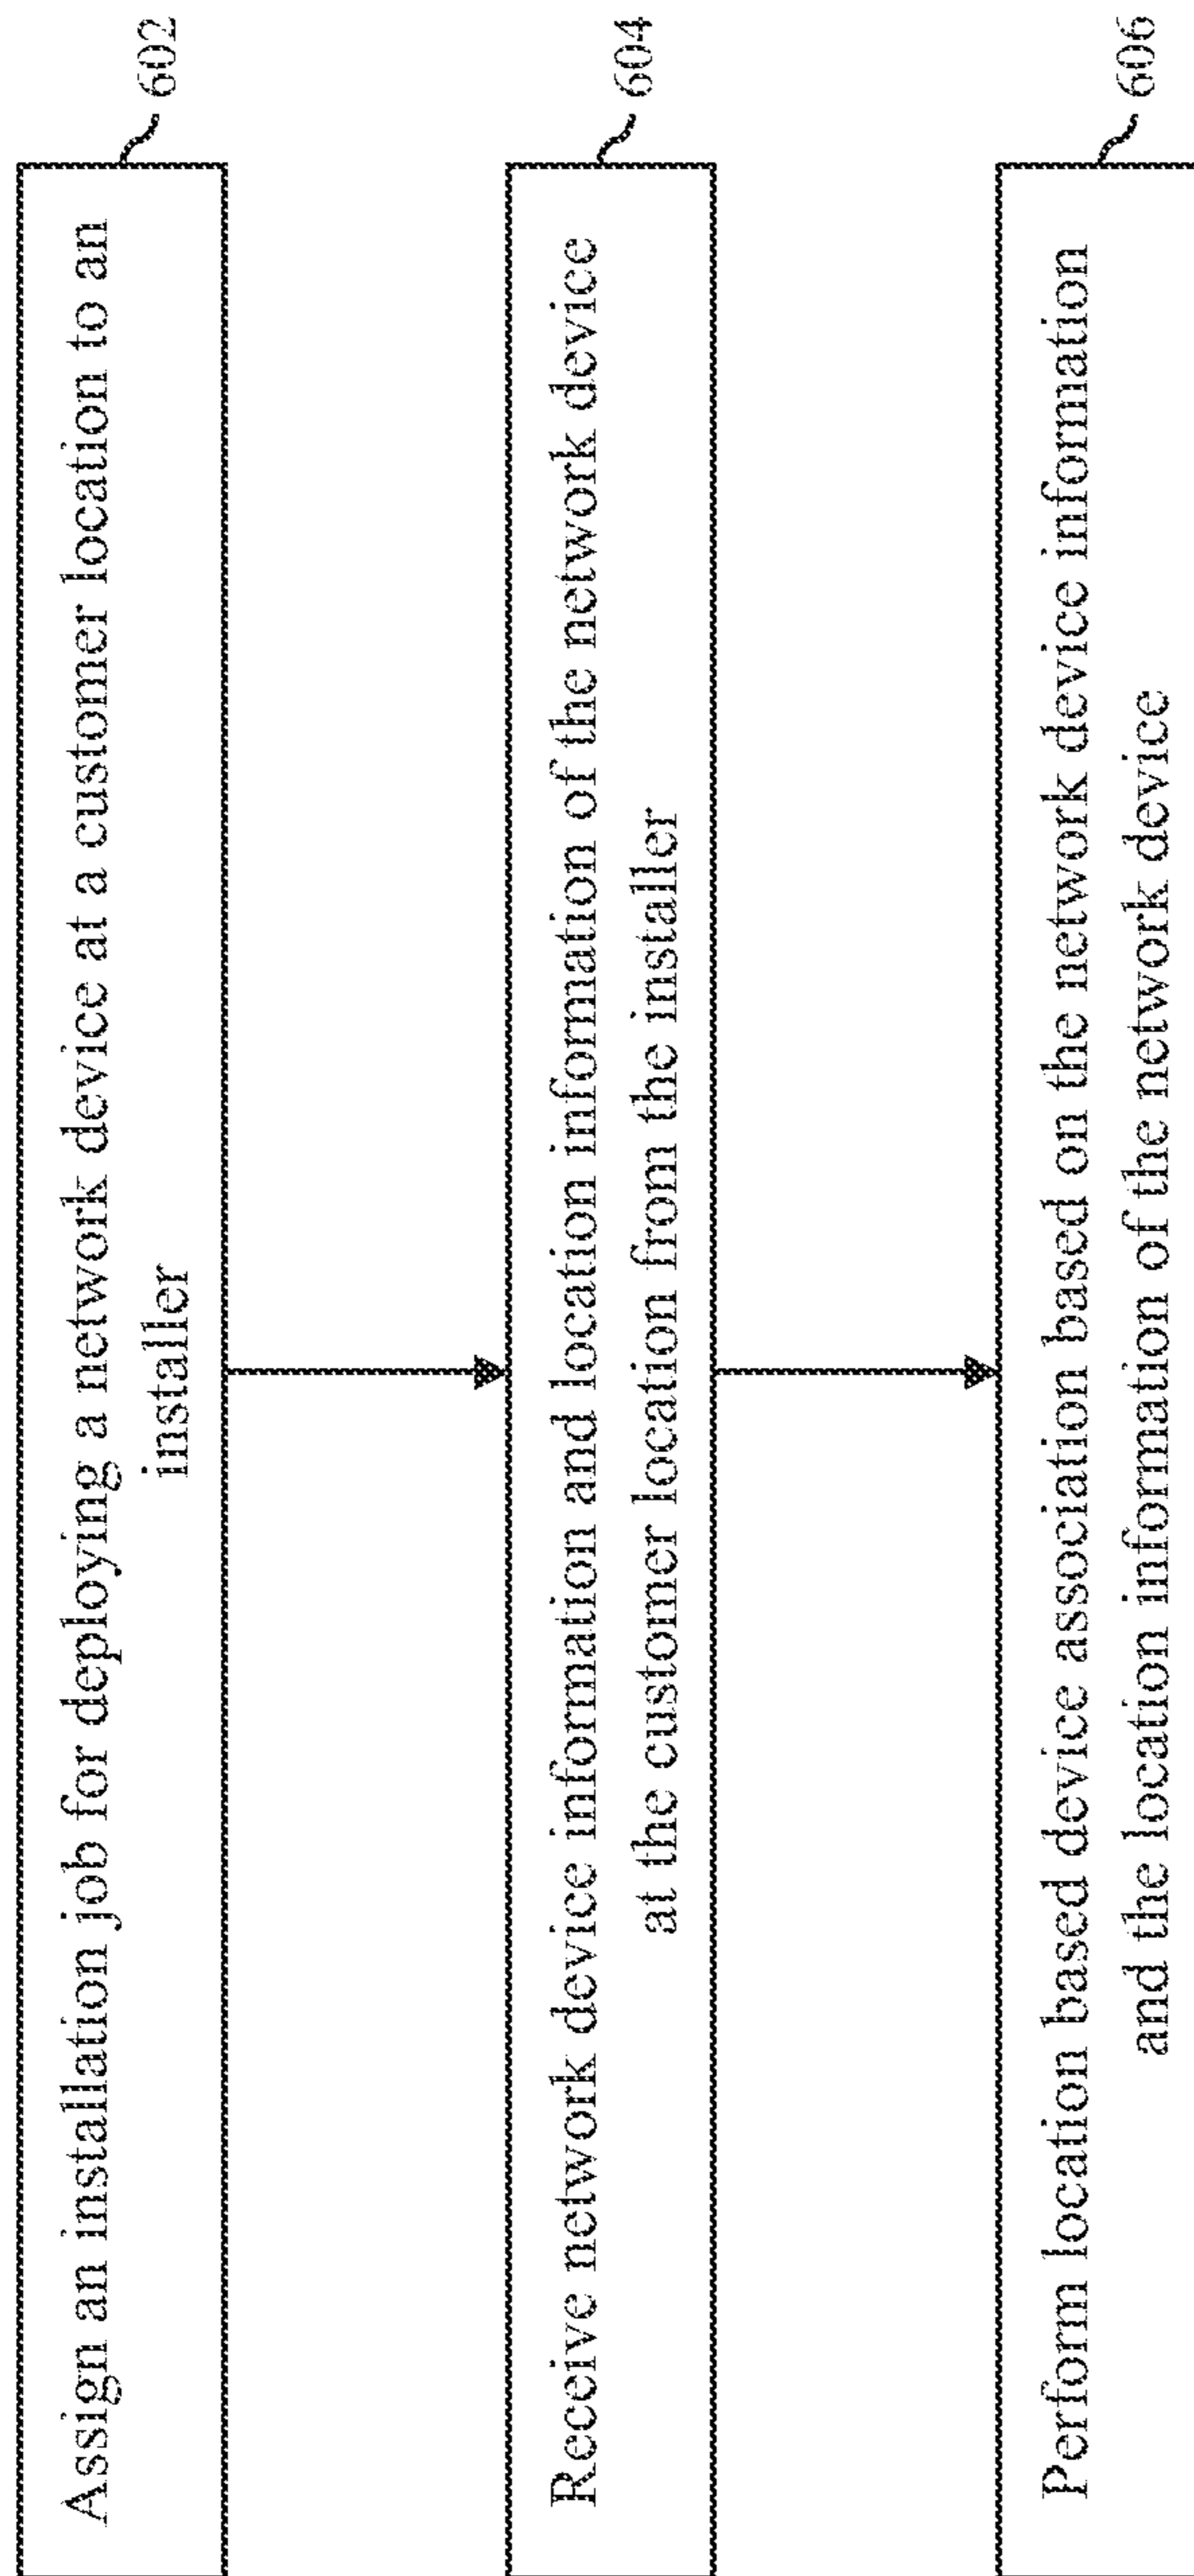 Assign an installation job for deploying a network device at a customer location to an
installer
602
Receive network device information and location information of the network device
at the customer location from the installer
604
Perform location based device association based on the network device information
and the location information of the network device
606